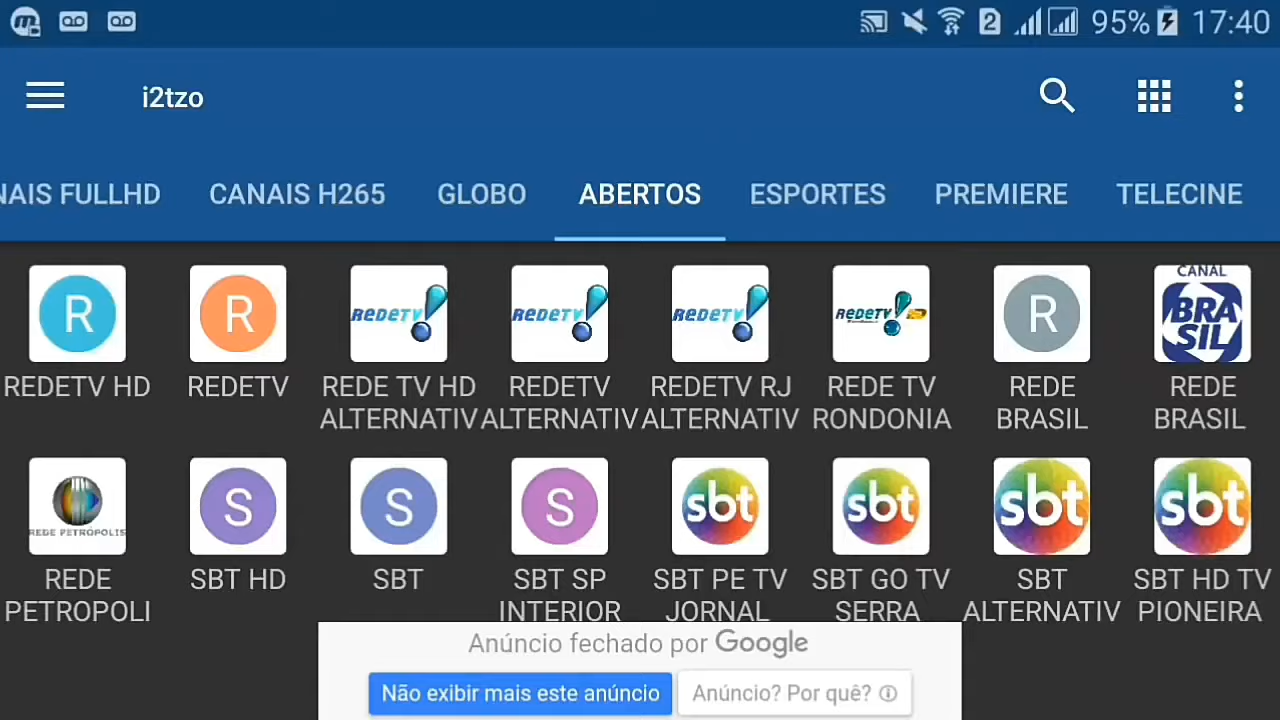 2 95% 17:40
i2tzo
NAIS FULLHD CANAIS H265 GLOBO ABERTOS ESPORTES PREMIERE TELECINE
R R REDETV! REDETV! REDETV! REDETV! R CANAL BRASIL
REDETV HD REDETV REDE TV HD ALTERNATIV REDETV ALTERNATIV REDETV RJ ALTERNATIV REDE TV RONDONIA REDE BRASIL REDE BRASIL
REDE PETRÓPOLIS S S S sbt sbt sbt sbt
REDE PETROPOLI SBT HD SBT SBT SP INTERIOR SBT PE TV JORNAL SBT GO TV SERRA SBT ALTERNATIV SBT HD TV PIONEIRA
Anúncio fechado por Google
Não exibir mais este anúncio Anúncio? Por quê?